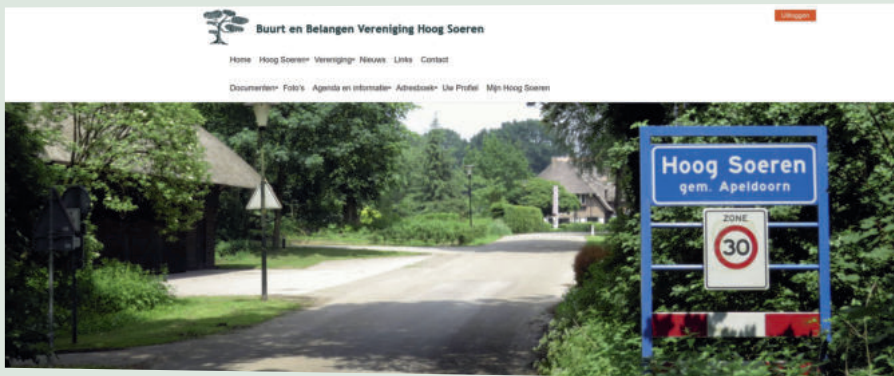 Buurt en Belangen Vereniging Hoog Soeren
Uitloggen
Home Hoog Soeren Vereniging Nieuws Links Contact
Documenten Foto's Agenda en informatie Adresboek Uw Profiel Mijn Hoog Soeren
Hoog Soeren
gem. Apeldoorn
ZONE
30